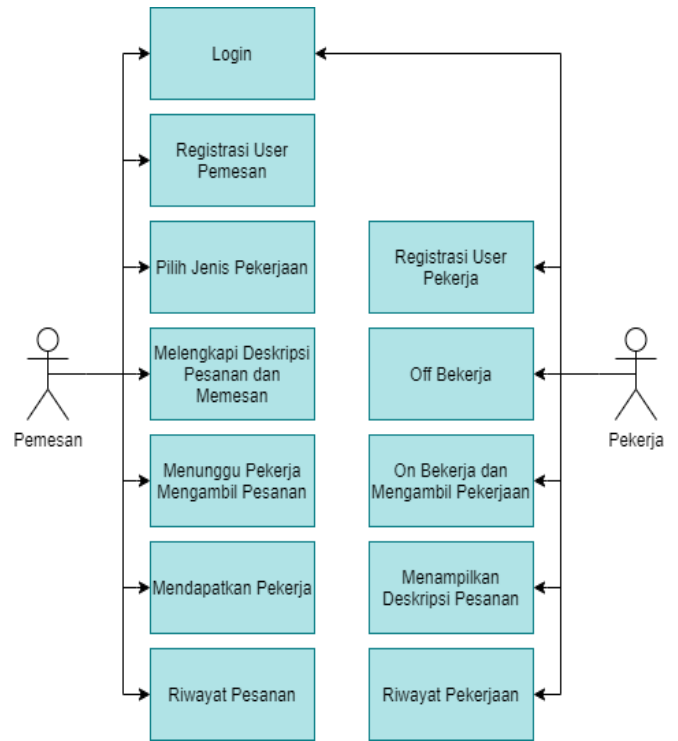 Login
Registrasi User
Pemesan
Pilih Jenis Pekerjaan
Registrasi User
Pekerja
Melengkapi Deskripsi
Pesanan dan
Memesan
Off Bekerja
Pemesan
Pekerja
Menunggu Pekerja
Mengambil Pesanan
On Bekerja dan
Mengambil Pekerjaan
Mendapatkan Pekerja
Menampilkan
Deskripsi Pesanan
Riwayat Pesanan
Riwayat Pekerjaan